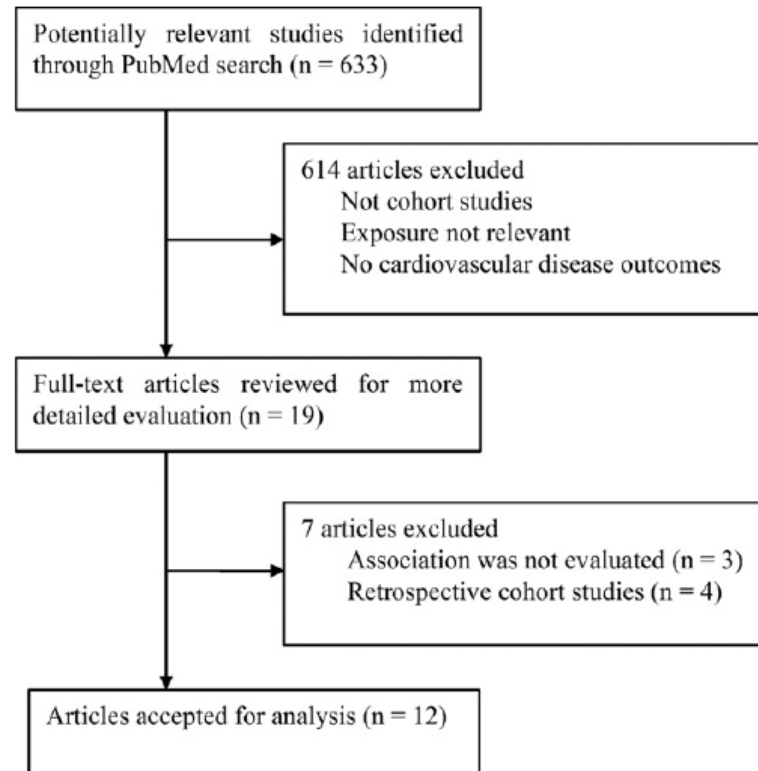 Potentially relevant studies identified
through PubMed search (n = 633)
614 articles excluded
Not cohort studies
Exposure not relevant
No cardiovascular disease outcomes
Full-text articles reviewed for more
detailed evaluation (n = 19)
7 articles excluded
Association was not evaluated (n = 3)
Retrospective cohort studies (n = 4)
Articles accepted for analysis (n = 12)